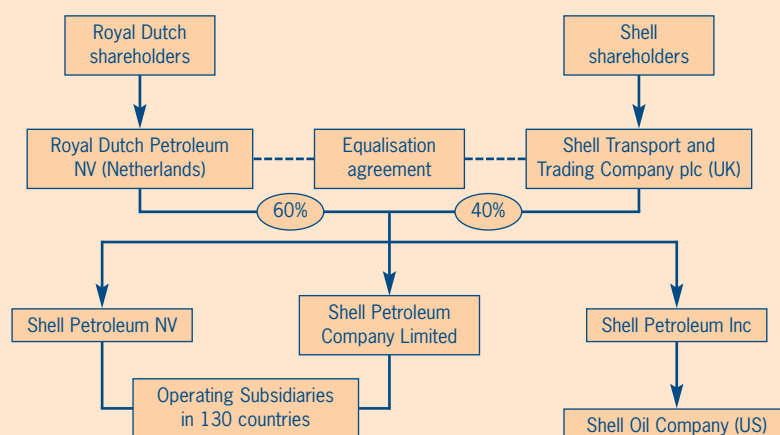 Royal Dutch
shareholders
Shell
shareholders
Royal Dutch Petroleum
NV (Netherlands)
Equalisation
agreement
Shell Transport and
Trading Company plc (UK)
60%
40%
Shell Petroleum NV
Shell Petroleum
Company Limited
Shell Petroleum Inc
Operating Subsidiaries
in 130 countries
Shell Oil Company (US)